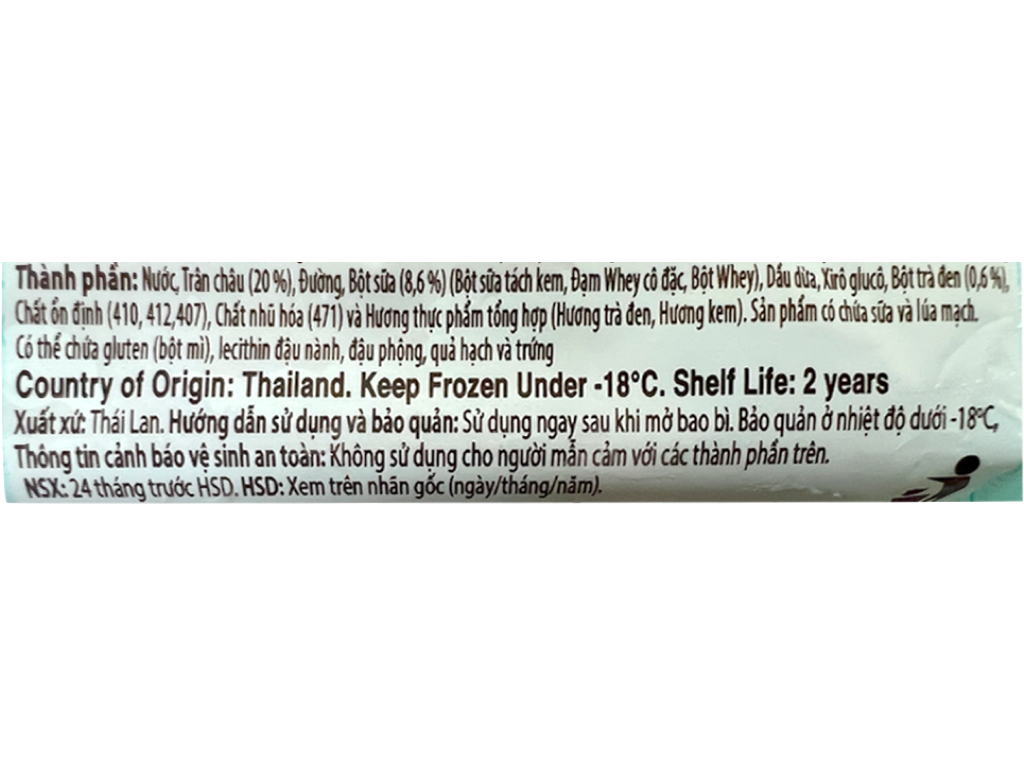 Thành phần: Nước, Trân châu (20 %), Đường, Bột sữa (8,6 %) (Bột sữa tách kem, Đạm Whey cô đặc, Bột Whey), Dầu dừa, Xirô glucô, Bột trà đen (0,6 %),
Chất ổn định (410, 412,407), Chất nhũ hóa (471) và Hương thực phẩm tổng hợp (Hương trà đen, Hương kem). Sản phẩm có chứa sữa và lúa mạch.
Có thể chứa gluten (bột mì), lecithin đậu nành, đậu phộng, quả hạch và trứng
Country of Origin: Thailand. Keep Frozen Under -18°C. Shelf Life: 2 years
Xuất xứ: Thái Lan. Hướng dẫn sử dụng và bảo quản: Sử dụng ngay sau khi mở bao bì. Bảo quản ở nhiệt độ dưới -18°C,
Thông tin cảnh báo vệ sinh an toàn: Không sử dụng cho người mẫn cảm với các thành phần trên.
NSX: 24 tháng trước HSD. HSD: Xem trên nhãn gốc (ngày/tháng/năm).